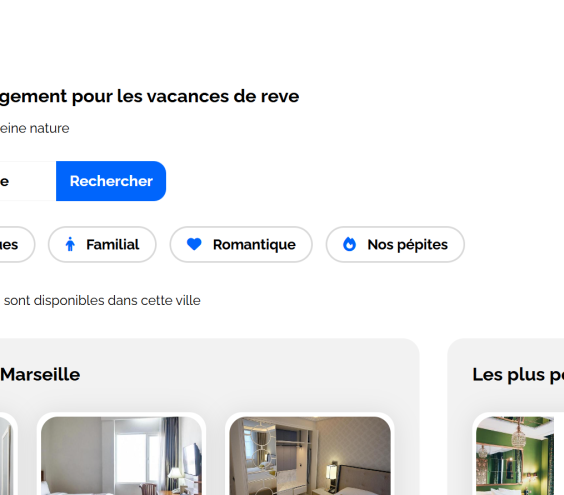 gement pour les vacances de reve
eine nature
e
Rechercher
ues
Familial
Romantique
Nos pépites
sont disponibles dans cette ville
Marseille
Les plus p